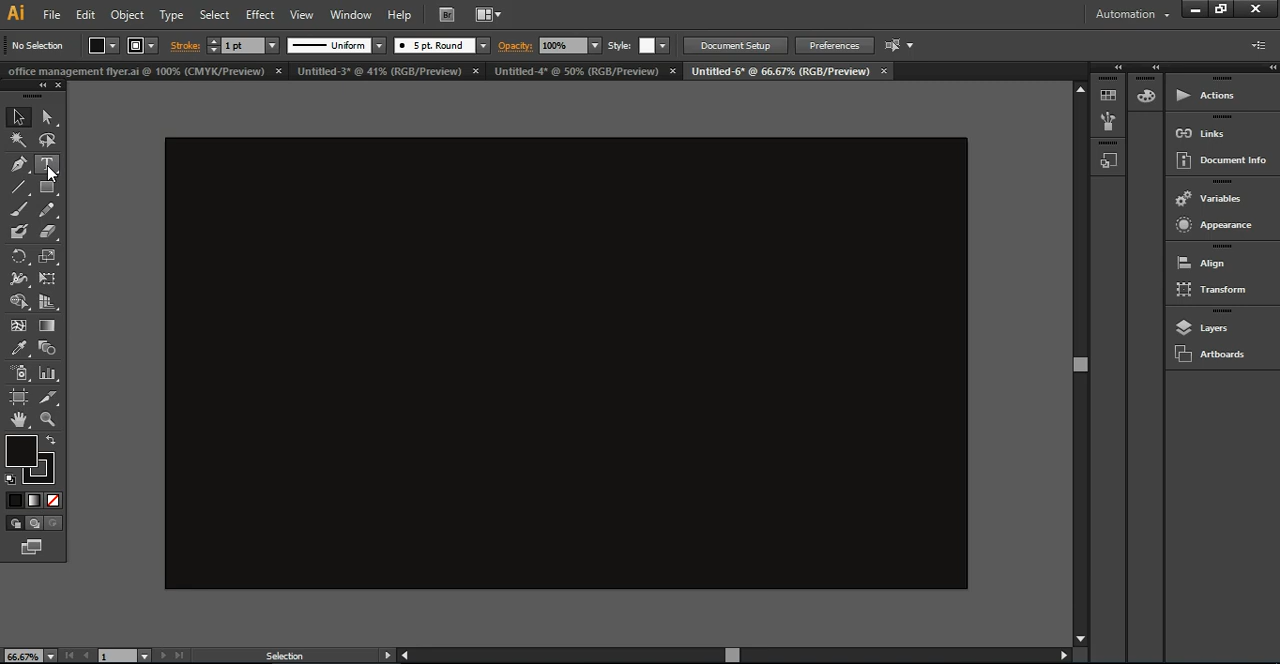 Ai File Edit Object Type Select Effect View Window Help Br Automation
No Selection Stroke: 1 pt Uniform 5 pt. Round Opacity: 100% Style: Document Setup Preferences
office management flyer.ai @ 100% (CMYK/Preview) × Untitled-3* @ 41% (RGB/Preview) × Untitled-4* @ 50% (RGB/Preview) × Untitled-6* @ 66.67% (RGB/Preview) ×
Actions
Links
Document Info
Variables
Appearance
Align
Transform
Layers
Artboards
66.67% 1 Selection